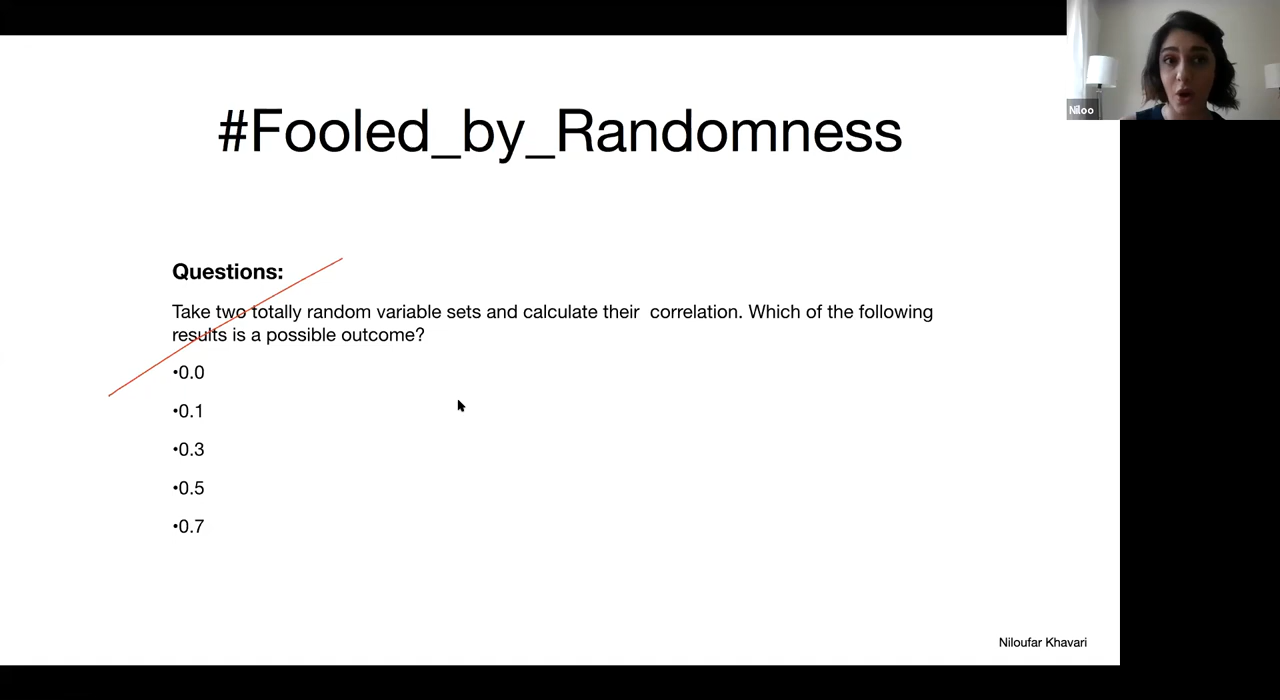 #Fooled_by_Randomness
Niloo
Questions:
Take two totally random variable sets and calculate their  correlation. Which of the following
results is a possible outcome?
•0.0
•0.1
•0.3
•0.5
•0.7
Niloufar Khavari